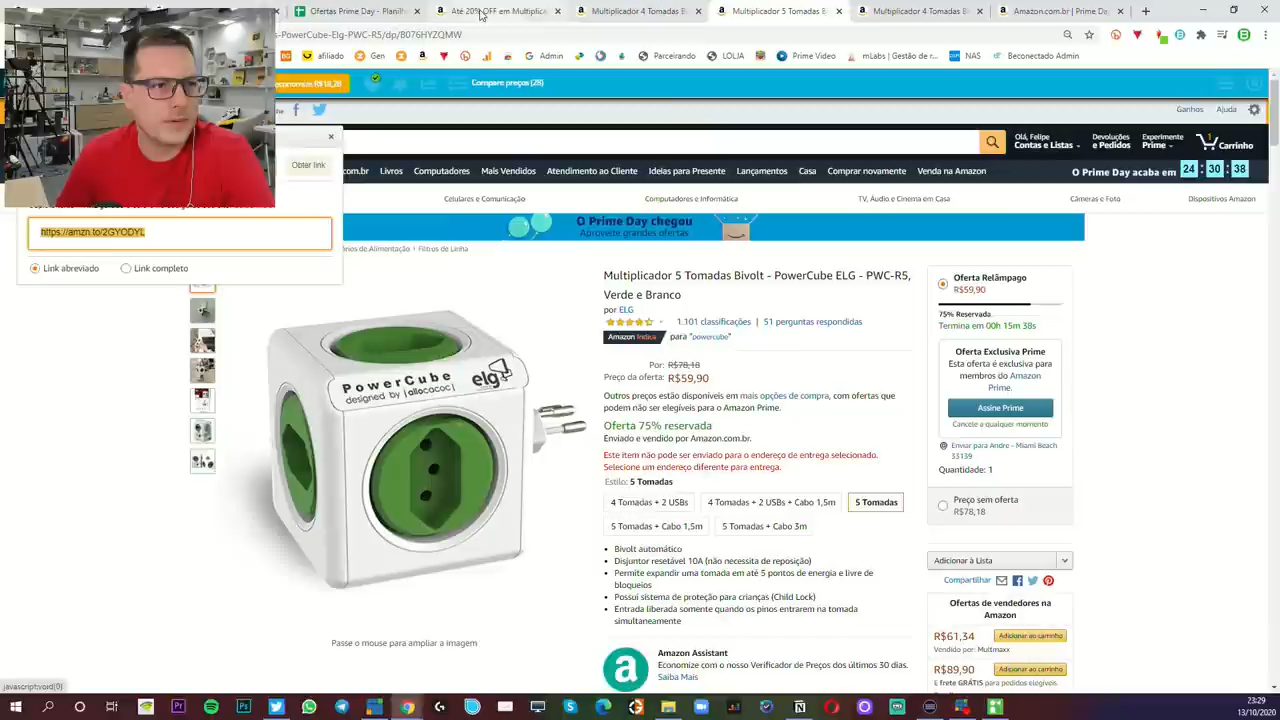 Ofertas Prime Day - Planilh
Até 20% OFF em Multiplica
Multiplicador 4 Tomadas B
Multiplicador 5 Tomadas B
Multiplicador 4 Tomadas B
Amazon.com.br
s-PowerCube-Elg-PWC-R5/dp/B076HYZQMW
afiliado
Gen
Admin
Google
Parceirando
LOLJA
Prime Video
mLabs | Gestão de r...
NAS
Beconectado Admin
Economize R$18,28
Compare preços (28)
Ganhos
Ajuda
Obter link
Olá, Felipe
Contas e Listas
Devoluções
e Pedidos
Experimente
Prime
1
Carrinho
.com.br
Livros
Computadores
Mais Vendidos
Atendimento ao Cliente
Ideias para Presente
Lançamentos
Casa
Comprar novamente
Venda na Amazon
O Prime Day acaba em
24 30 38
Celulares e Comunicação
Computadores e Informática
TV, Áudio e Cinema em Casa
Câmeras e Foto
Dispositivos Amazon
O Prime Day chegou
Aproveite grandes ofertas
https://amzn.to/2GYODYL
Link abreviado
Link completo
de Alimentação › Filtros de Linha
Multiplicador 5 Tomadas Bivolt - PowerCube ELG - PWC-R5,
Verde e Branco
por ELG
1.101 classificações | 51 perguntas respondidas
Amazon Indica para "powercube"
Por: R$78,18
Preço da oferta: R$59,90
Outros preços estão disponíveis em mais opções de compra, com ofertas que
podem não ser elegíveis para o Amazon Prime.
Oferta 75% reservada
Enviado e vendido por Amazon.com.br.
Este item não pode ser enviado para o endereço de entrega selecionado.
Selecione um endereço diferente para entrega.
Estilo: 5 Tomadas
4 Tomadas + 2 USBs
4 Tomadas + 2 USBs + Cabo 1,5m
5 Tomadas
5 Tomadas + Cabo 1,5m
5 Tomadas + Cabo 3m
• Bivolt automático
• Disjuntor resetável 10A (não necessita de reposição)
• Permite expandir uma tomada em até 5 pontos de energia e livre de
bloqueios
• Possui sistema de proteção para crianças (Child Lock)
• Entrada liberada somente quando os pinos entrarem na tomada
simultaneamente
Amazon Assistant
Economize com o nosso Verificador de Preços dos últimos 30 dias.
Saiba Mais
PowerCube
designed by |allococ|
elg
Passe o mouse para ampliar a imagem
Oferta Relâmpago
R$59,90
75% Reservada
Termina em 00h 15m 38s
Oferta Exclusiva Prime
Esta oferta é exclusiva para
membros do Amazon
Prime.
Assine Prime
Cancele a qualquer momento
Enviar para Andre - Miami Beach
33139
Quantidade: 1
Preço sem oferta
R$78,18
Adicionar à Lista
Compartilhar
Ofertas de vendedores na
Amazon
R$61,34
Adicionar ao carrinho
Vendido por: Multmaxx
R$89,90
Adicionar ao carrinho
E frete GRÁTIS para pedidos elegíveis.
javascript:void(0)
23:29
13/10/2020